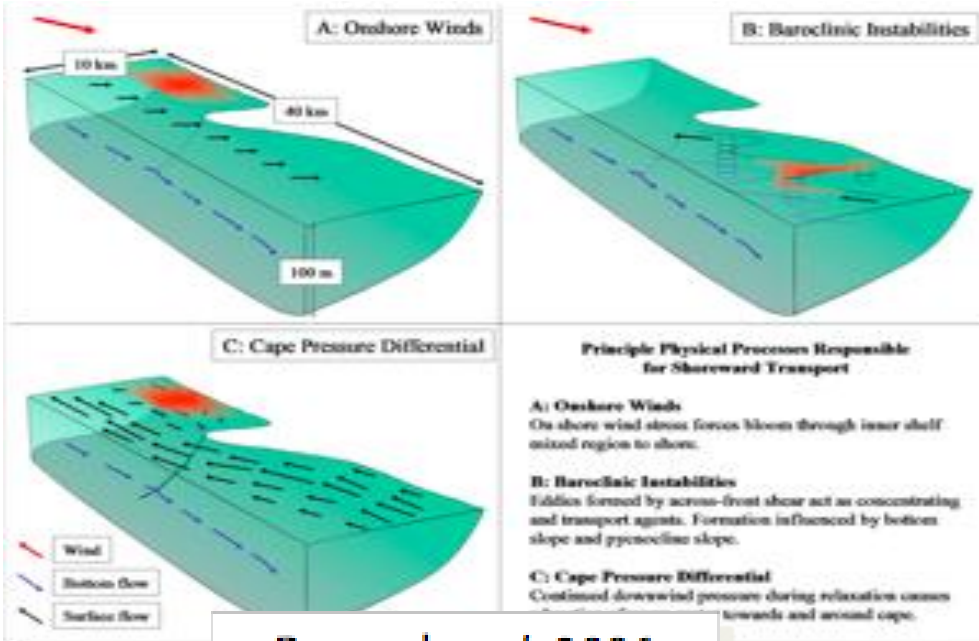 A: Onshore Winds
10 km
40 km
100 m
B: Baroclinic Instabilities
C: Cape Pressure Differential
Wind
Bottom flow
Surface flow
Principle Physical Processes Responsible
for Shoreward Transport
A: Onshore Winds
On shore wind stress forces bloom through inner shelf
mixed region to shore.
B: Baroclinic Instabilities
Eddies formed by across-front shear act as concentrating
and transport agents. Formation influenced by bottom
slope and pycnocline slope.
C: Cape Pressure Differential
Continued downwind pressure during relaxation causes
towards and around cape.